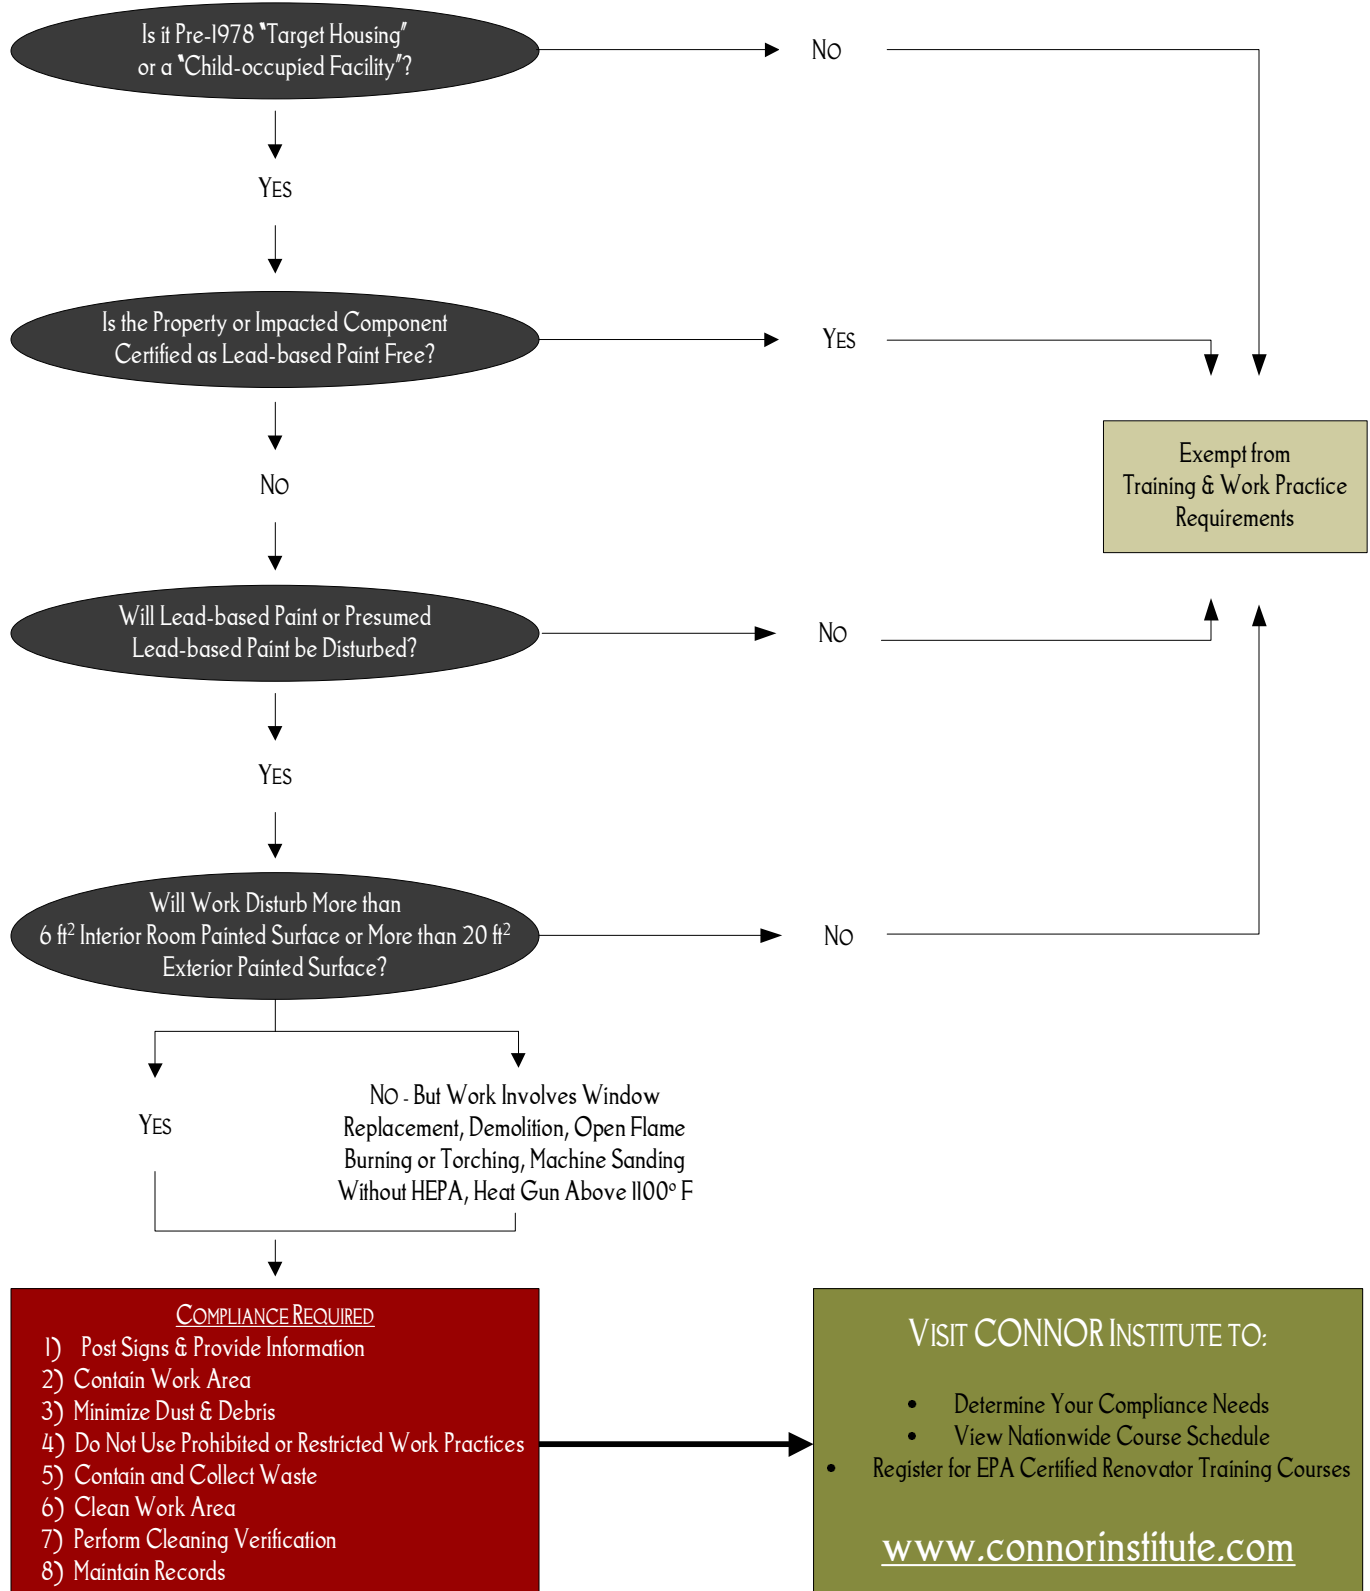 Is it Pre-1978 "Target Housing"
or a "Child-occupied Facility"?
No
Yes
Is the Property or Impacted Component
Certified as Lead-based Paint Free?
Yes
Exempt from
Training & Work Practice
Requirements
No
Will Lead-based Paint or Presumed
Lead-based Paint be Disturbed?
No
Yes
Will Work Disturb More than
6 ft² Interior Room Painted Surface or More than 20 ft²
Exterior Painted Surface?
No
Yes
NO - But Work Involves Window
Replacement, Demolition, Open Flame
Burning or Torching, Machine Sanding
Without HEPA, Heat Gun Above 1100° F
Compliance Required
1) Post Signs & Provide Information
2) Contain Work Area
3) Minimize Dust & Debris
4) Do Not Use Prohibited or Restricted Work Practices
5) Contain and Collect Waste
6) Clean Work Area
7) Perform Cleaning Verification
8) Maintain Records
Visit CONNOR Institute to:
• Determine Your Compliance Needs
• View Nationwide Course Schedule
• Register for EPA Certified Renovator Training Courses
www.connorinstitute.com